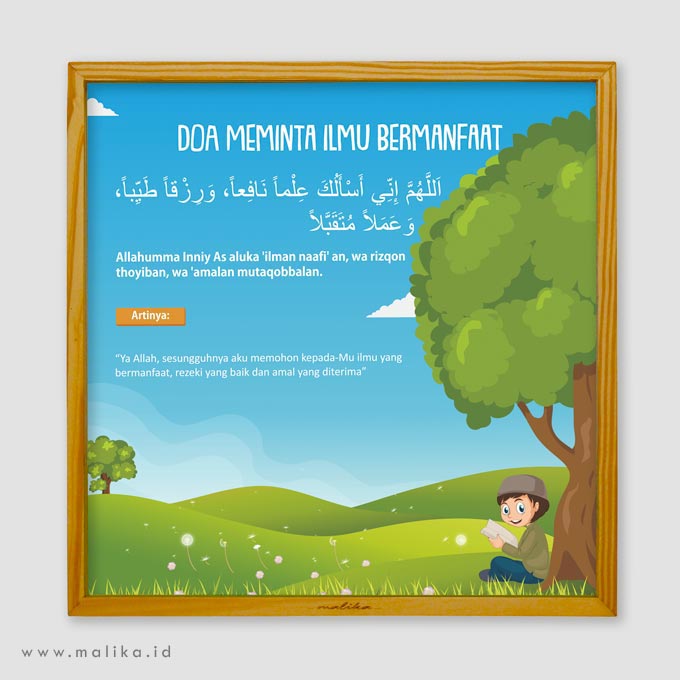 DOA MEMINTA ILMU BERMANFAAT
اَللَّهُمَّ إِنِّي أَسْأَلُكَ عِلْماً نَافِعاً، وَرِزْقاً طَيِّباً،
وَعَمَلاً مُتَقَبَّلاً
Allahumma Inniy As aluka 'ilman naafi' an, wa rizqon
thoyiban, wa 'amalan mutaqobbalan.
Artinya:
“Ya Allah, sesungguhnya aku memohon kepada-Mu ilmu yang
bermanfaat, rezeki yang baik dan amal yang diterima”
malika
www.malika.id